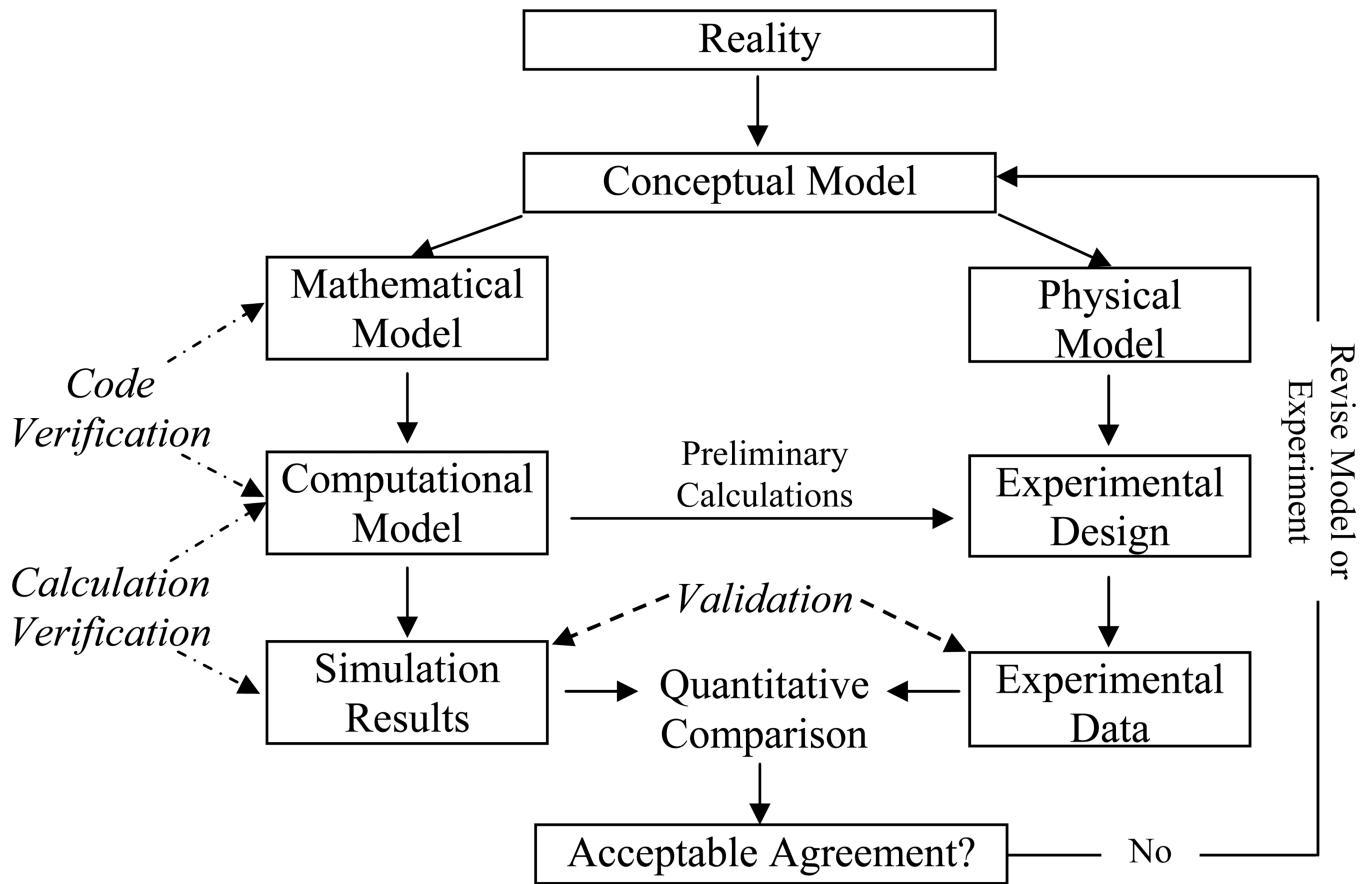 Reality
Conceptual Model
Mathematical
Model
Physical
Model
Code
Verification
Revise Model or
Experiment
Computational
Model
Preliminary
Calculations
Experimental
Design
Calculation
Verification
Validation
Simulation
Results
Quantitative
Comparison
Experimental
Data
Acceptable Agreement?
No